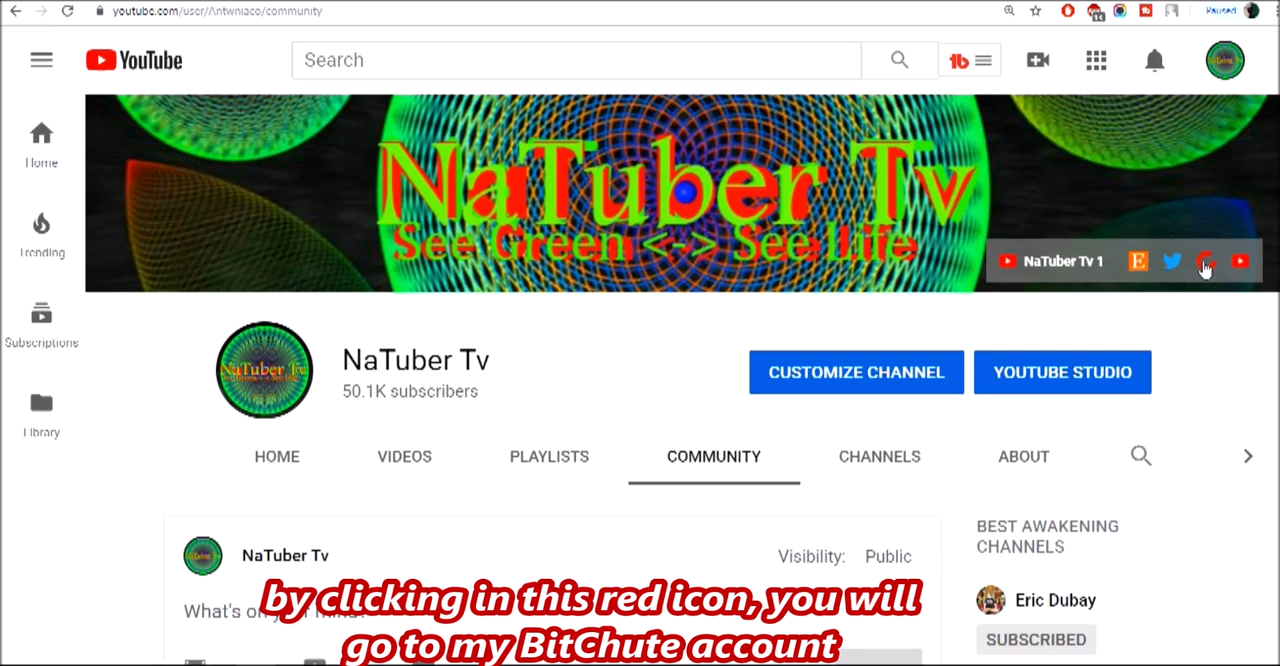 youtube.com/user/Antwniaco/community
14
Paused
YouTube
Search
NaTuber Tv
See Green <-> See Life
NaTuber Tv 1
Home
Trending
Subscriptions
Library
NaTuber Tv
50.1K subscribers
CUSTOMIZE CHANNEL
YOUTUBE STUDIO
HOME
VIDEOS
PLAYLISTS
COMMUNITY
CHANNELS
ABOUT
NaTuber Tv
Visibility: Public
What's on your mind?
BEST AWAKENING
CHANNELS
Eric Dubay
SUBSCRIBED
by clicking in this red icon, you will
go to my BitChute account